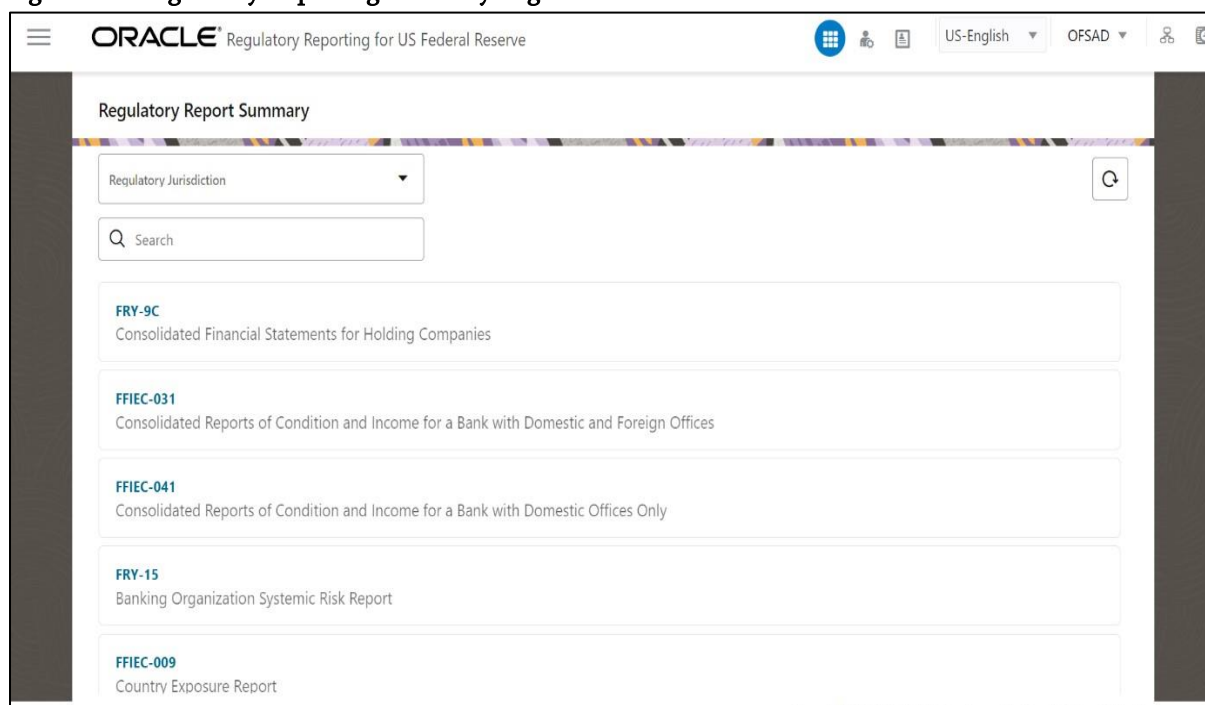 ORACLE® Regulatory Reporting for US Federal Reserve
US-English
OFSAD
Regulatory Report Summary
Regulatory Jurisdiction
Search
FRY-9C
Consolidated Financial Statements for Holding Companies
FFIEC-031
Consolidated Reports of Condition and Income for a Bank with Domestic and Foreign Offices
FFIEC-041
Consolidated Reports of Condition and Income for a Bank with Domestic Offices Only
FRY-15
Banking Organization Systemic Risk Report
FFIEC-009
Country Exposure Report